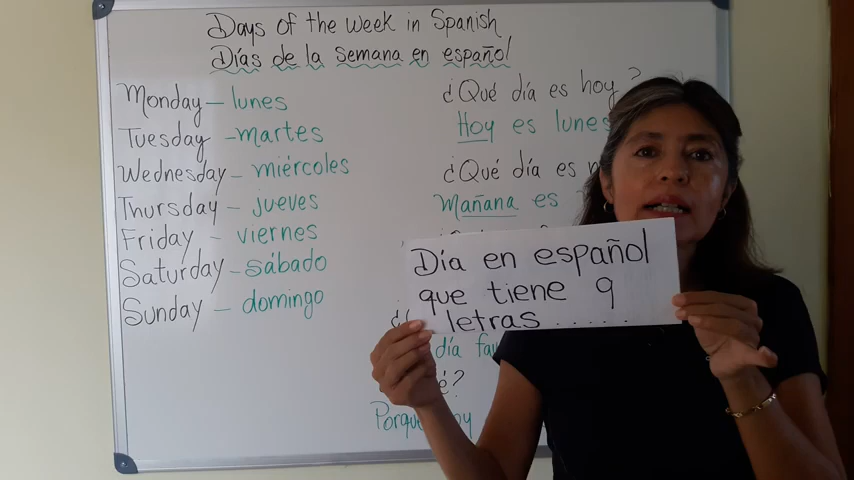 Days of the week in Spanish
Días de la semana en español
Monday – lunes
Tuesday – martes
Wednesday – miércoles
Thursday – jueves
Friday – viernes
Saturday – sábado
Sunday – domingo
¿Qué día es hoy?
Hoy es lunes
¿Qué día es
Mañana es
día
é?
Día en español
que tiene 9
letras......